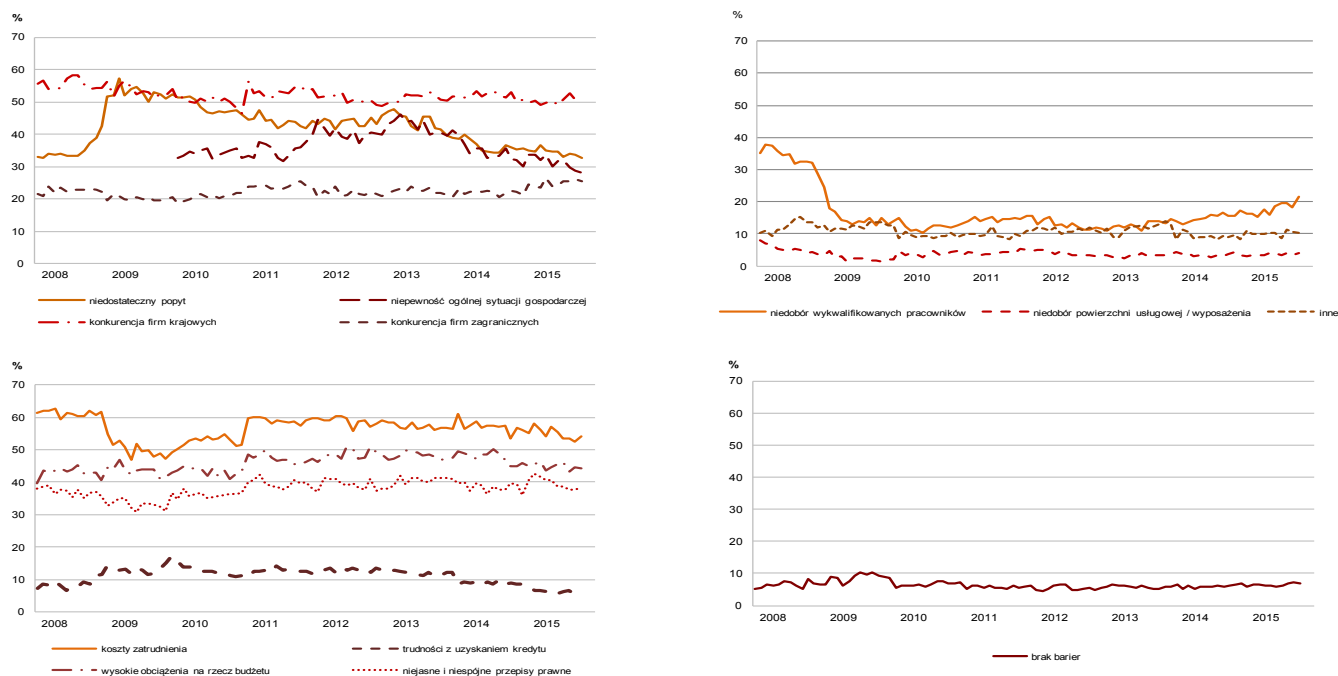 %
70
60
50
40
30
20
10
0
2008 2009 2010 2011 2012 2013 2014 2015
niedostateczny popyt
niepewność ogólnej sytuacji gospodarczej
konkurencja firm krajowych
konkurencja firm zagranicznych
%
70
60
50
40
30
20
10
0
2008 2009 2010 2011 2012 2013 2014 2015
niedobór wykwalifikowanych pracowników
niedobór powierzchni usługowej / wyposażenia
inne
%
70
60
50
40
30
20
10
0
2008 2009 2010 2011 2012 2013 2014 2015
koszty zatrudnienia
trudności z uzyskaniem kredytu
wysokie obciążenia na rzecz budżetu
niejasne i niespójne przepisy prawne
%
70
60
50
40
30
20
10
0
2008 2009 2010 2011 2012 2013 2014 2015
brak barier